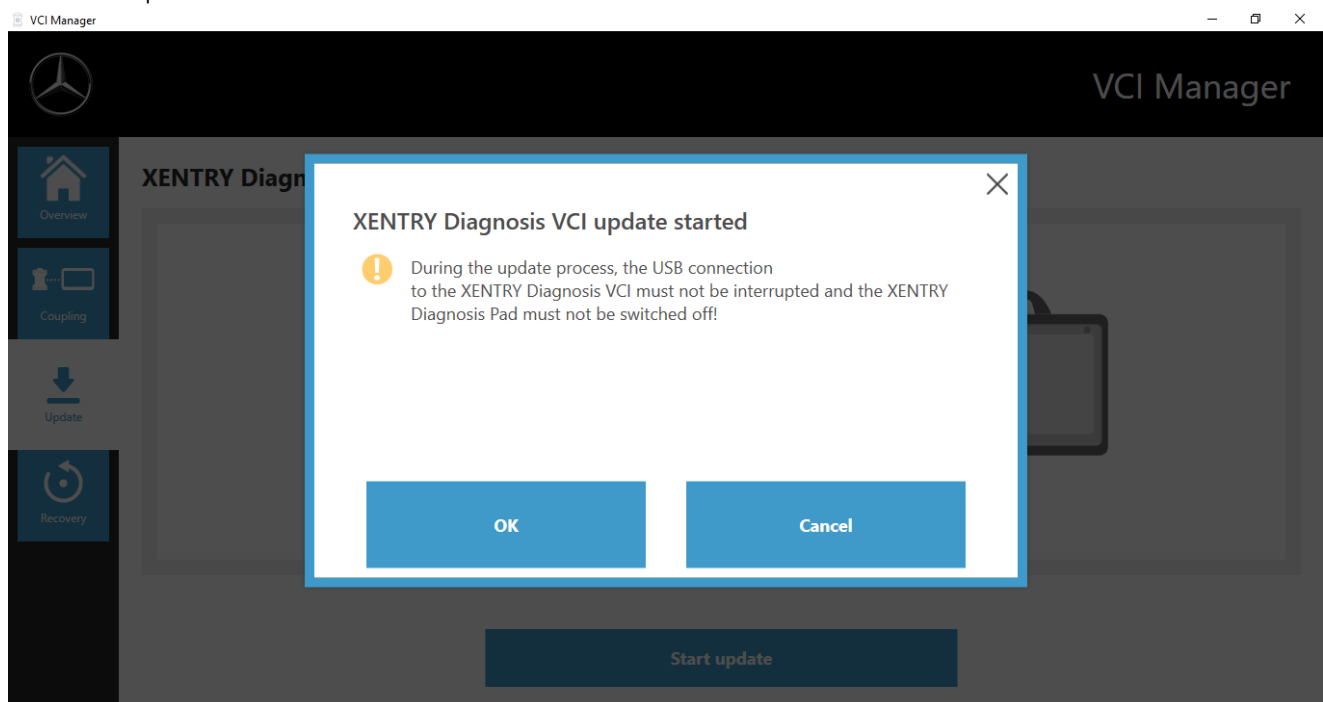 VCI Manager
VCI Manager
Overview
XENTRY Diagn
XENTRY Diagnosis VCI update started
During the update process, the USB connection
to the XENTRY Diagnosis VCI must not be interrupted and the XENTRY
Diagnosis Pad must not be switched off!
Coupling
Update
Recovery
OK
Cancel
Start update